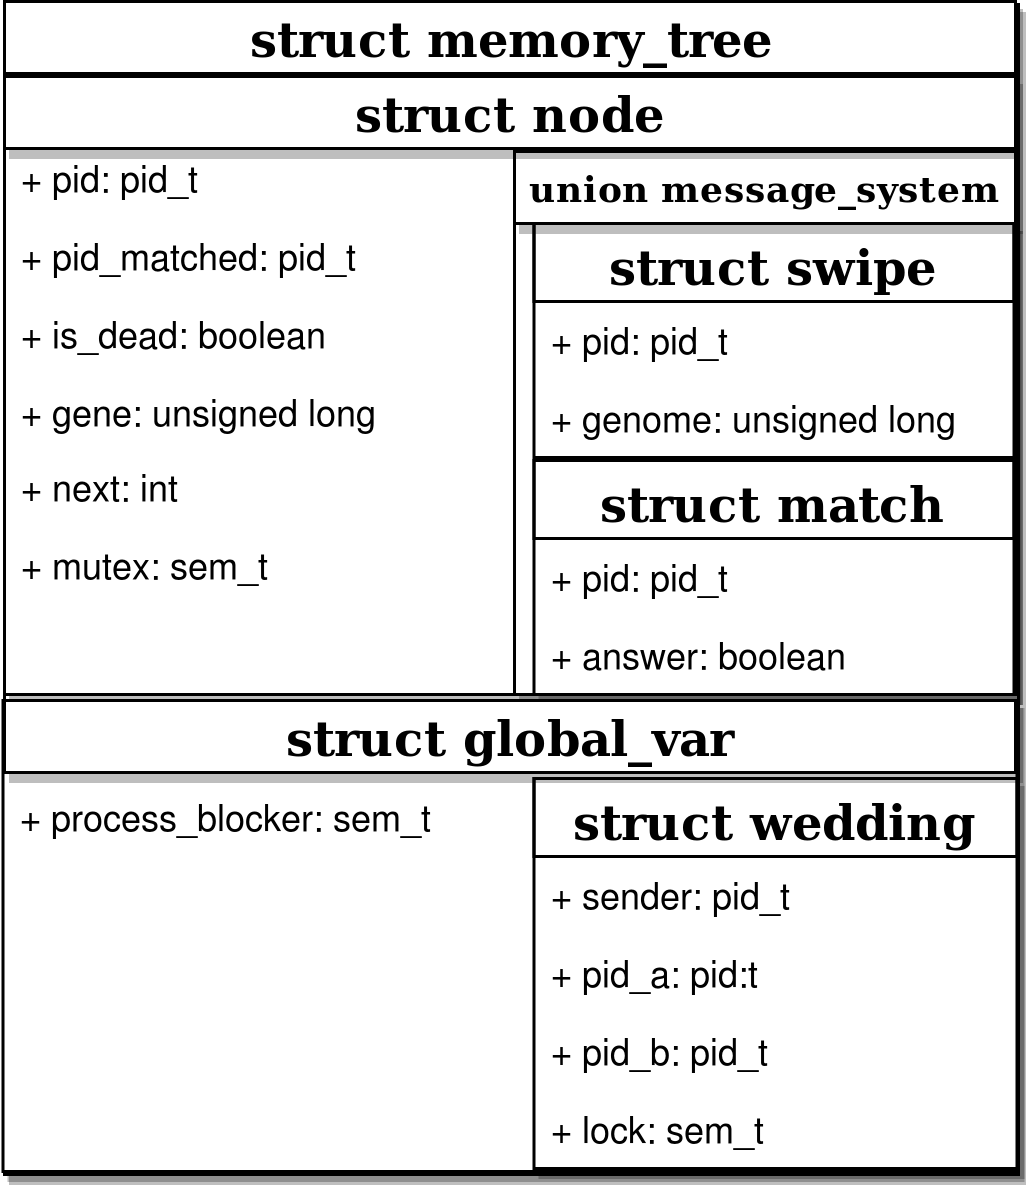 struct memory_tree
struct node
+ pid: pid_t
+ pid_matched: pid_t
+ is_dead: boolean
+ gene: unsigned long
+ next: int
+ mutex: sem_t
union message_system
struct swipe
+ pid: pid_t
+ genome: unsigned long
struct match
+ pid: pid_t
+ answer: boolean
struct global_var
+ process_blocker: sem_t
struct wedding
+ sender: pid_t
+ pid_a: pid:t
+ pid_b: pid_t
+ lock: sem_t